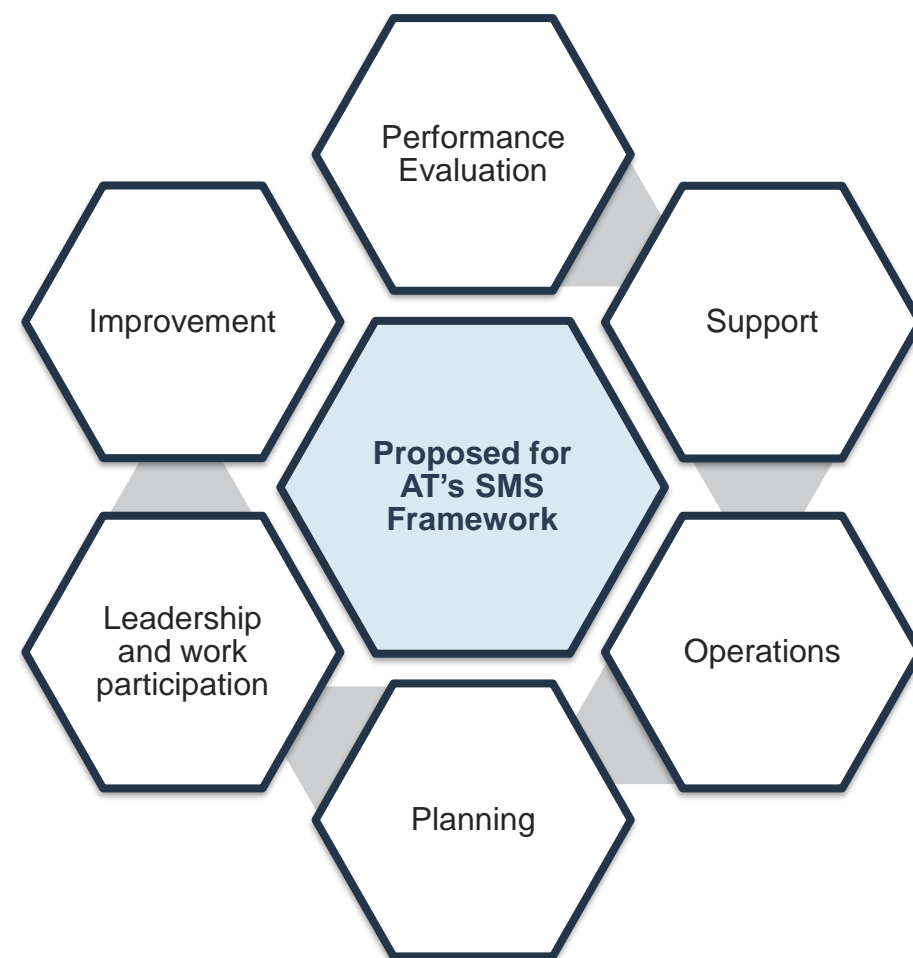 Performance
Evaluation
Improvement
Support
Proposed for
AT’s SMS
Framework
Leadership
and work
participation
Operations
Planning